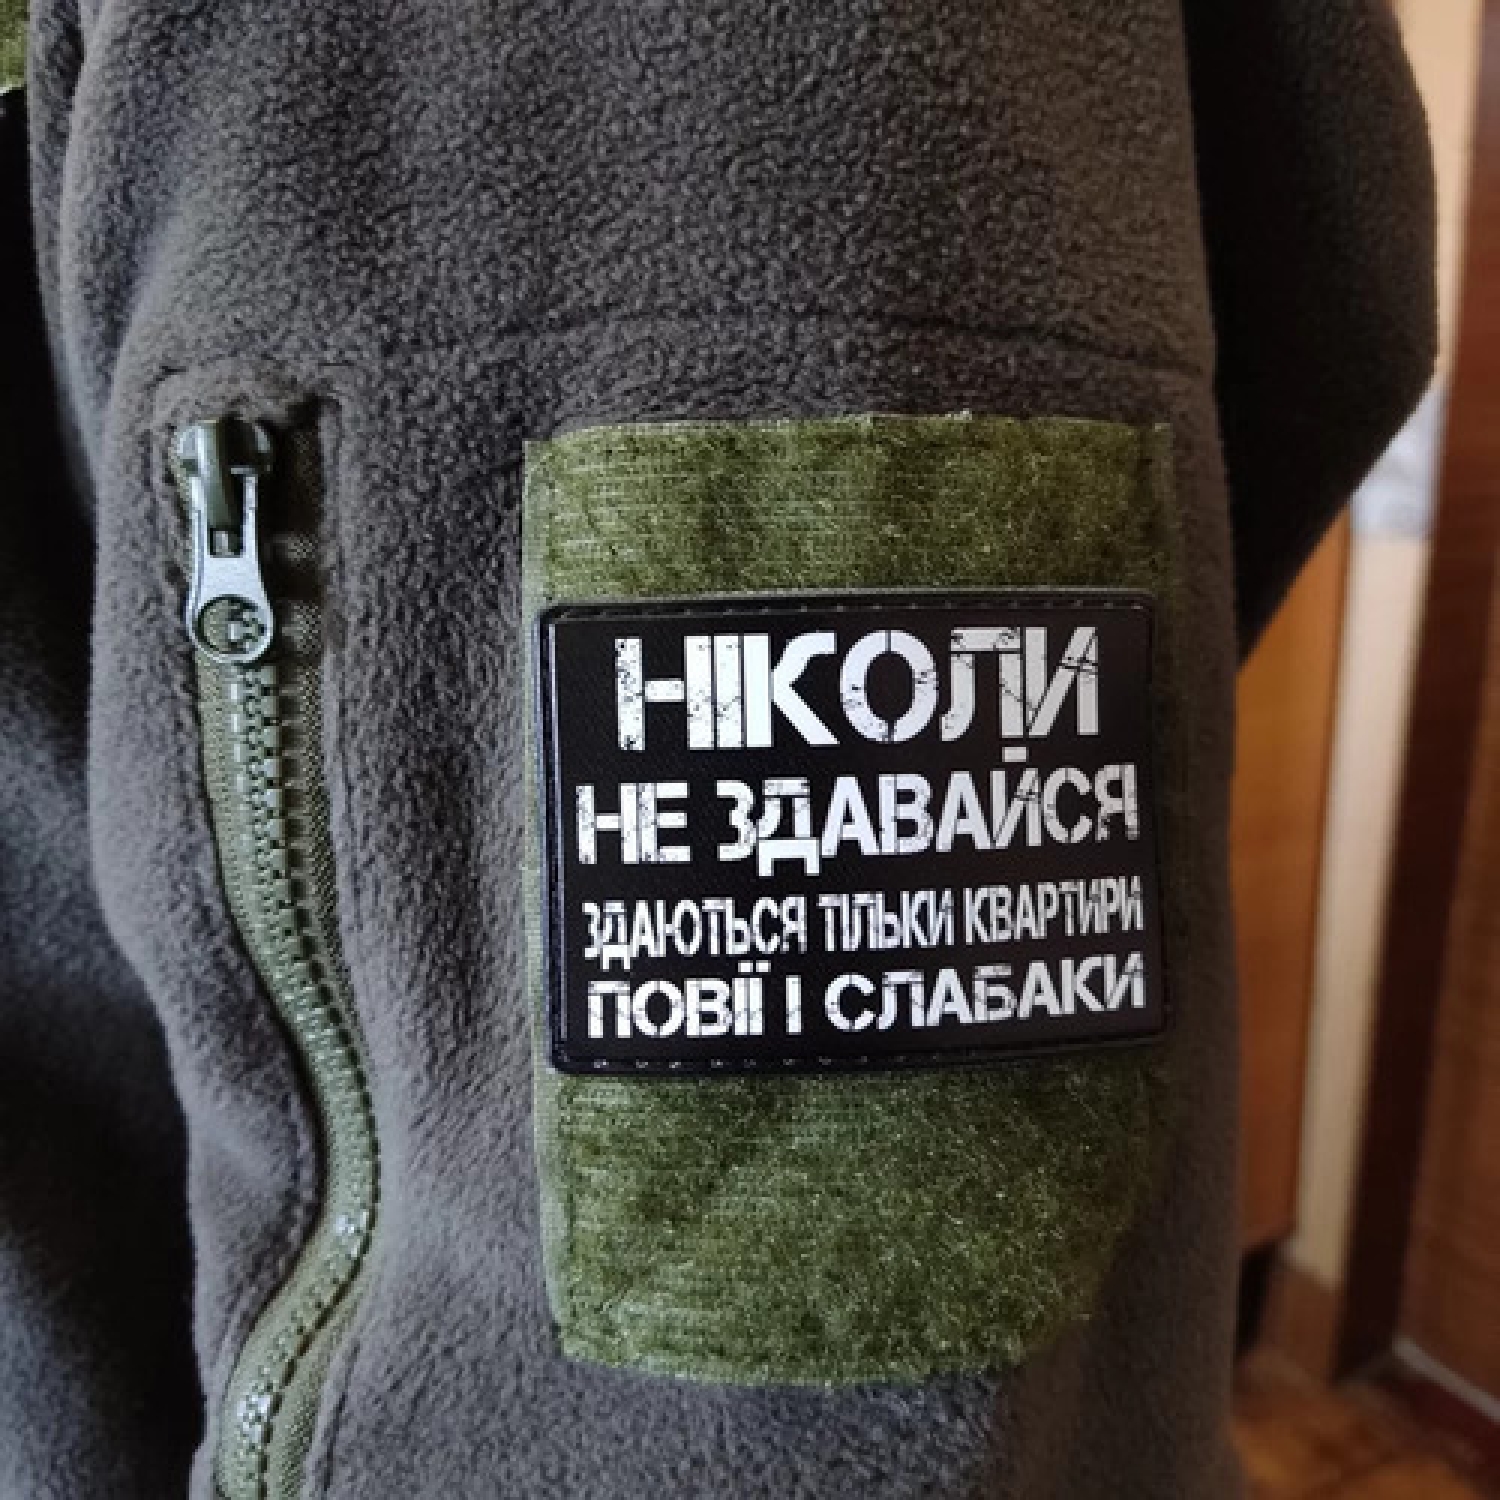 НІКОЛИ
НЕ ЗДАВАЙСЯ
ЗДАЮТЬСЯ ТІЛЬКИ КВАРТИРИ
ПОВІЇ І СЛАБАКИ